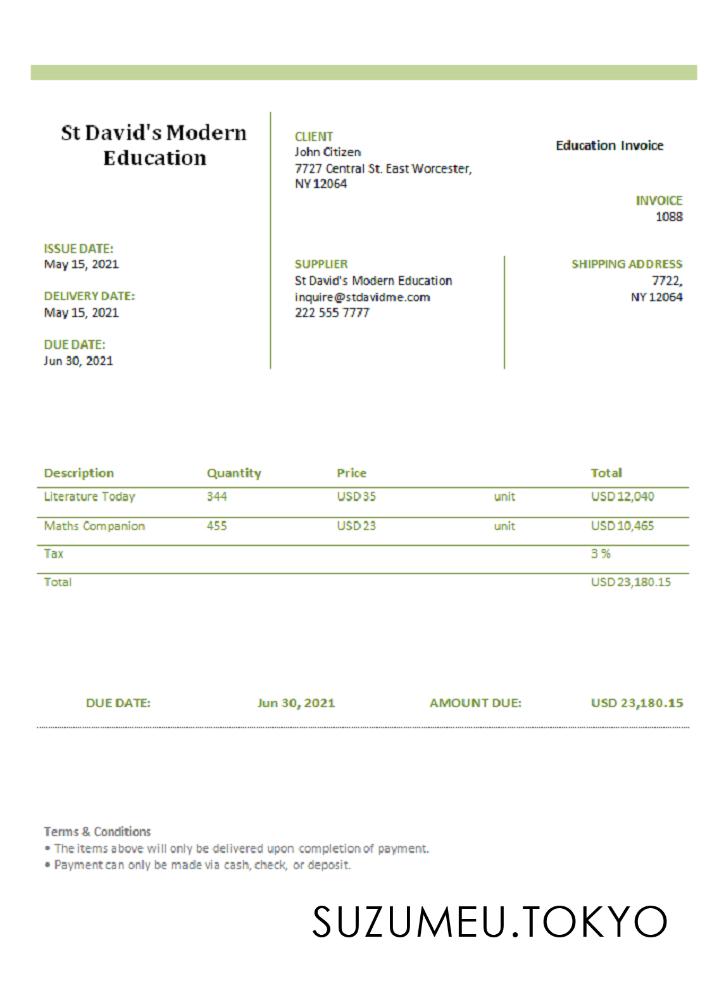 St David's Modern
Education
CLIENT
John Citizen
7727 Central St. East Worcester,
NY 12064
Education Invoice
INVOICE
1088
ISSUE DATE:
May 15, 2021
DELIVERY DATE:
May 15, 2021
DUE DATE:
Jun 30, 2021
SUPPLIER
St David's Modern Education
inquire@stdavidme.com
222 555 7777
SHIPPING ADDRESS
7722,
NY 12064
Description Quantity Price Total
Literature Today 344 USD 35 unit USD 12,040
Maths Companion 455 USD 23 unit USD 10,465
Tax 3 %
Total USD 23,180.15
DUE DATE: Jun 30, 2021 AMOUNT DUE: USD 23,180.15
Terms & Conditions
• The items above will only be delivered upon completion of payment.
• Payment can only be made via cash, check, or deposit.
SUZUMEU.TOKYO